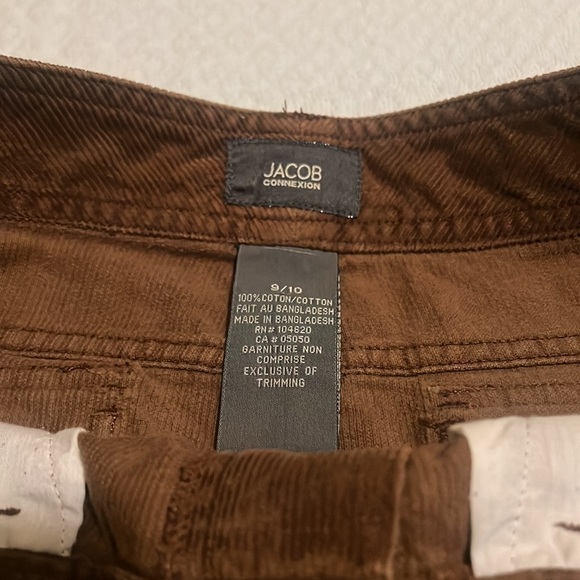 JACOB
CONNEXION
9/10
100% COTON/COTTON
FAIT AU BANGLADESH
MADE IN BANGLADESH
RN# 104620
CA # 05050
GARNITURE NON
COMPRISE
EXCLUSIVE OF
TRIMMING